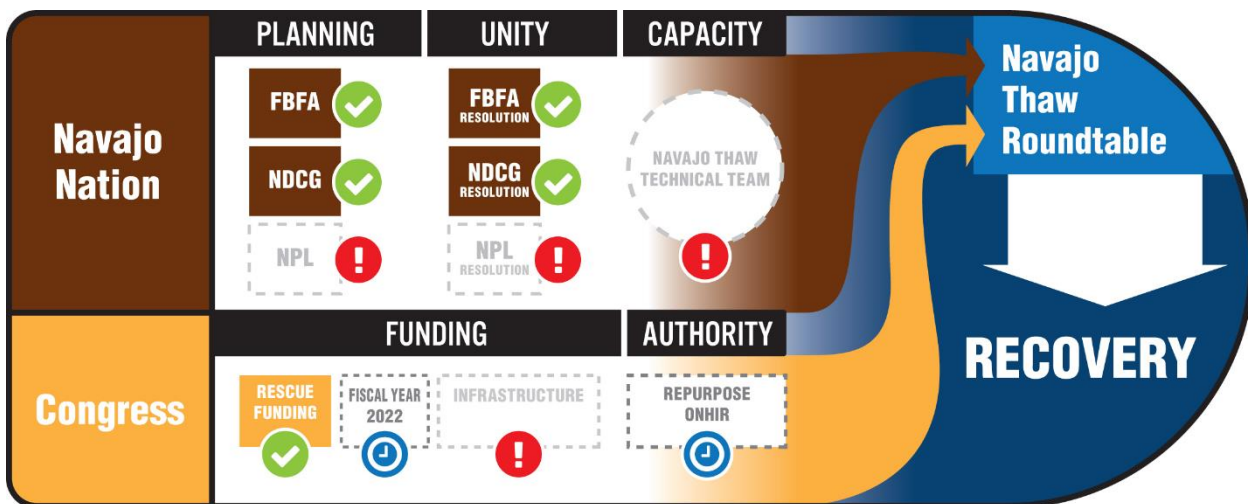 PLANNING
UNITY
CAPACITY
Navajo
Nation
FBFA
NDCG
NPL
FBFA
RESOLUTION
NDCG
RESOLUTION
NPL
RESOLUTION
NAVAJO THAW
TECHNICAL TEAM
Navajo
Thaw
Roundtable
RECOVERY
FUNDING
AUTHORITY
Congress
RESCUE
FUNDING
FISCAL YEAR
2022
INFRASTRUCTURE
REPURPOSE
ONHIR